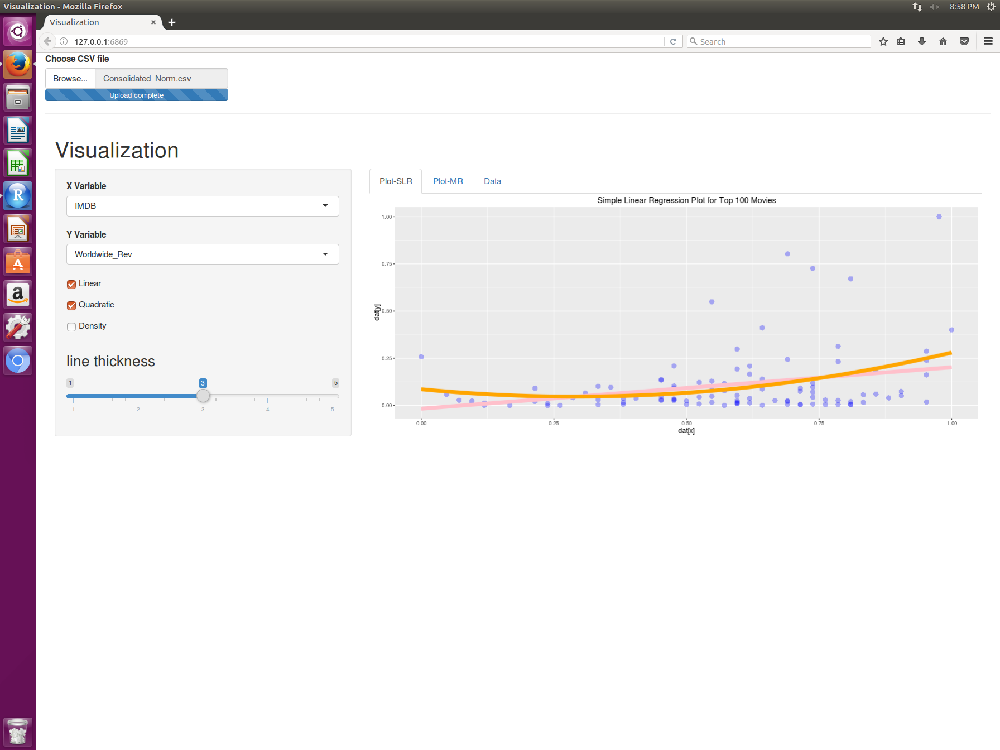 Visualization - Mozilla Firefox
8:58 PM
Visualization
127.0.0.1:6869
Search
Choose CSV file
Browse...
Consolidated_Norm.csv
Upload complete
Visualization
X Variable
IMDB
Y Variable
Worldwide_Rev
Linear
Quadratic
Density
line thickness
1
3
5
1
2
3
4
5
Plot-SLR
Plot-MR
Data
Simple Linear Regression Plot for Top 100 Movies
1.00
0.75
0.50
0.25
0.00
dat[y]
0.00
0.25
0.50
0.75
1.00
dat[x]